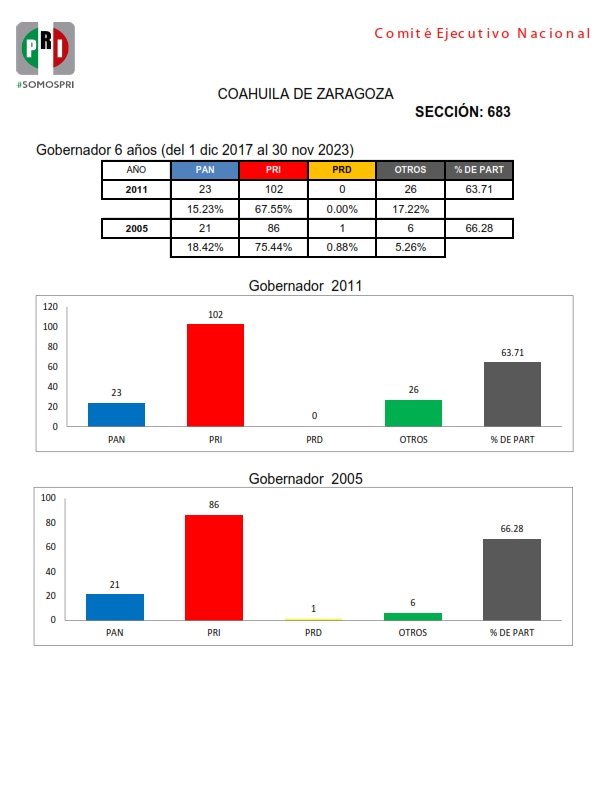 Comité Ejecutivo Nacional
PRI
#SOMOSPRI
COAHUILA DE ZARAGOZA
SECCIÓN: 683
Gobernador 6 años (del 1 dic 2017 al 30 nov 2023)
AÑO PAN PRI PRD OTROS % DE PART
2011 23 102 0 26 63.71
15.23% 67.55% 0.00% 17.22%
2005 21 86 1 6 66.28
18.42% 75.44% 0.88% 5.26%
Gobernador 2011
120
100
80
60
40
20
0
23
102
0
26
63.71
PAN PRI PRD OTROS % DE PART
Gobernador 2005
100
80
60
40
20
0
21
86
1
6
66.28
PAN PRI PRD OTROS % DE PART